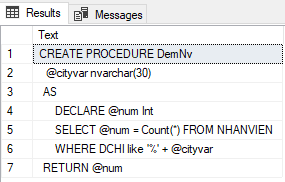 Results Messages
Text
1 CREATE PROCEDURE DemNv
2 @cityvar nvarchar(30)
3 AS
4 DECLARE @num Int
5 SELECT @num = Count(*) FROM NHANVIEN
6 WHERE DCHI like '%' + @cityvar
7 RETURN @num